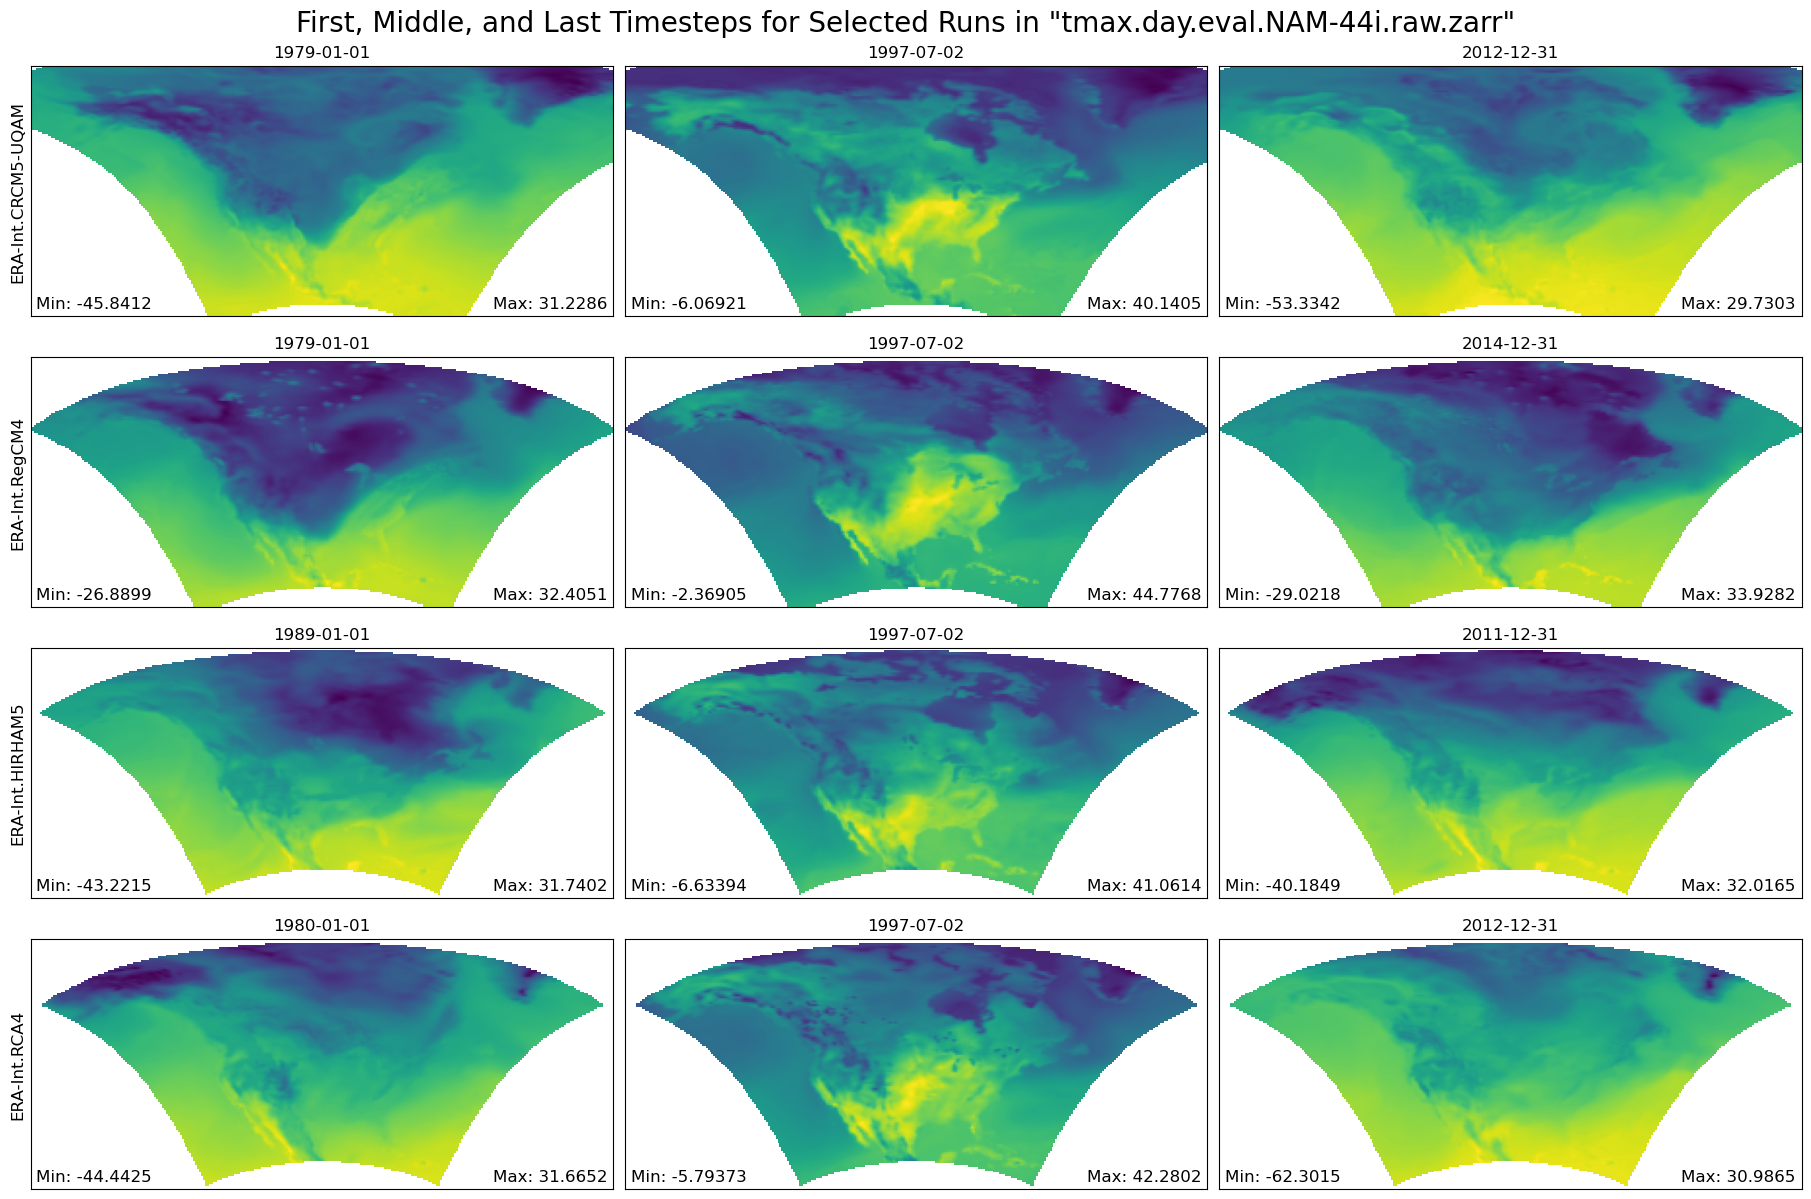 First, Middle, and Last Timesteps for Selected Runs in "tmax.day.eval.NAM-44i.raw.zarr"
1979-01-01
1997-07-02
2012-12-31
ERA-Int.CRCM5-UQAM
Min: -45.8412
Max: 31.2286
Min: -6.06921
Max: 40.1405
Min: -53.3342
Max: 29.7303
1979-01-01
1997-07-02
2014-12-31
ERA-Int.RegCM4
Min: -26.8899
Max: 32.4051
Min: -2.36905
Max: 44.7768
Min: -29.0218
Max: 33.9282
1989-01-01
1997-07-02
2011-12-31
ERA-Int.HIRHAM5
Min: -43.2215
Max: 31.7402
Min: -6.63394
Max: 41.0614
Min: -40.1849
Max: 32.0165
1980-01-01
1997-07-02
2012-12-31
ERA-Int.RCA4
Min: -44.4425
Max: 31.6652
Min: -5.79373
Max: 42.2802
Min: -62.3015
Max: 30.9865